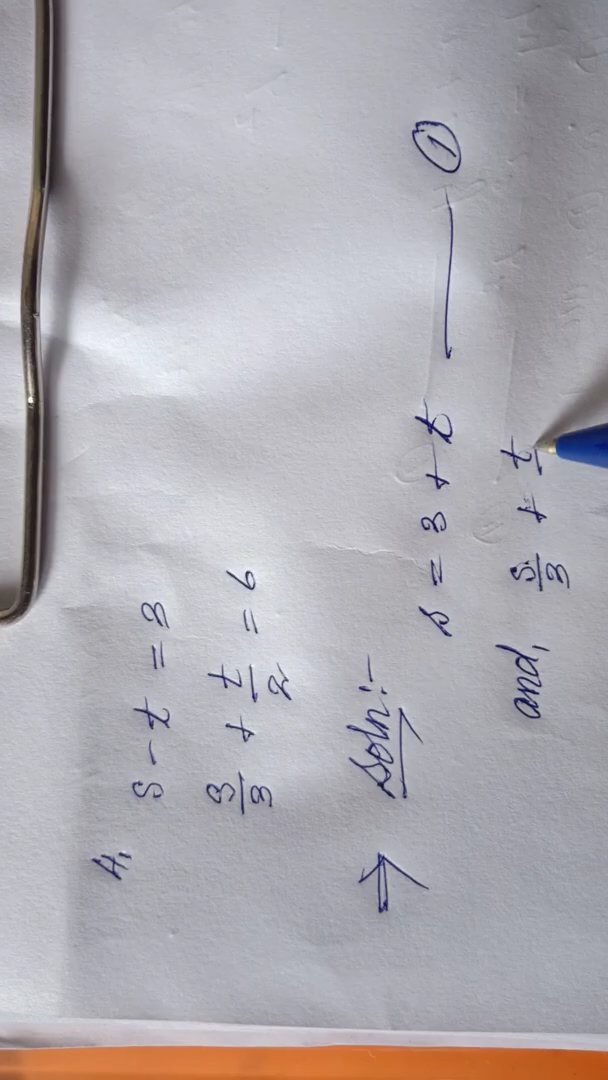 A,
s - t = 3
s/3 + t/2 = 6
⇒ Soln:-
s = 3 + t —— ①
and, s/3 + t